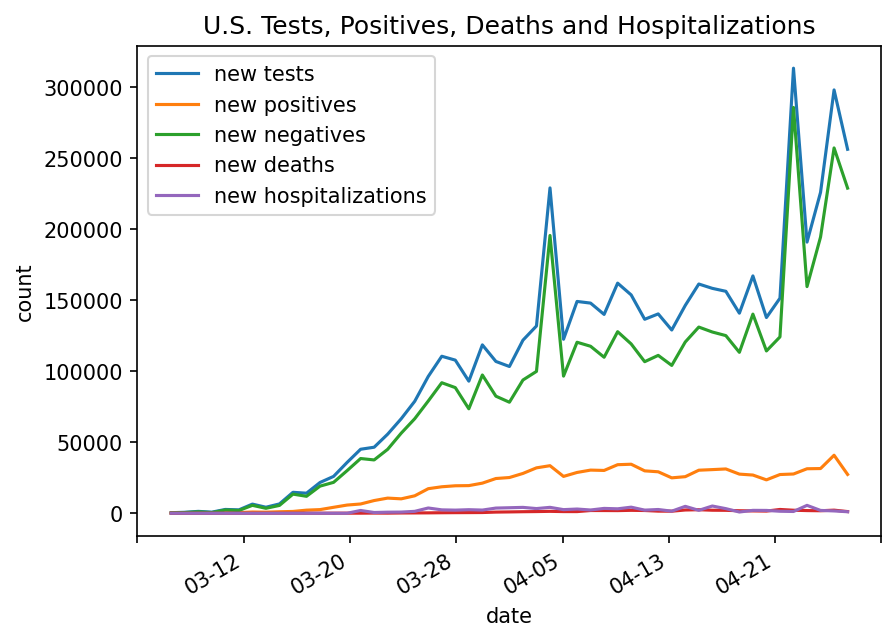 U.S. Tests, Positives, Deaths and Hospitalizations
new tests
new positives
new negatives
new deaths
new hospitalizations
300000
250000
200000
150000
100000
50000
0
count
03-12
03-20
03-28
04-05
04-13
04-21
date